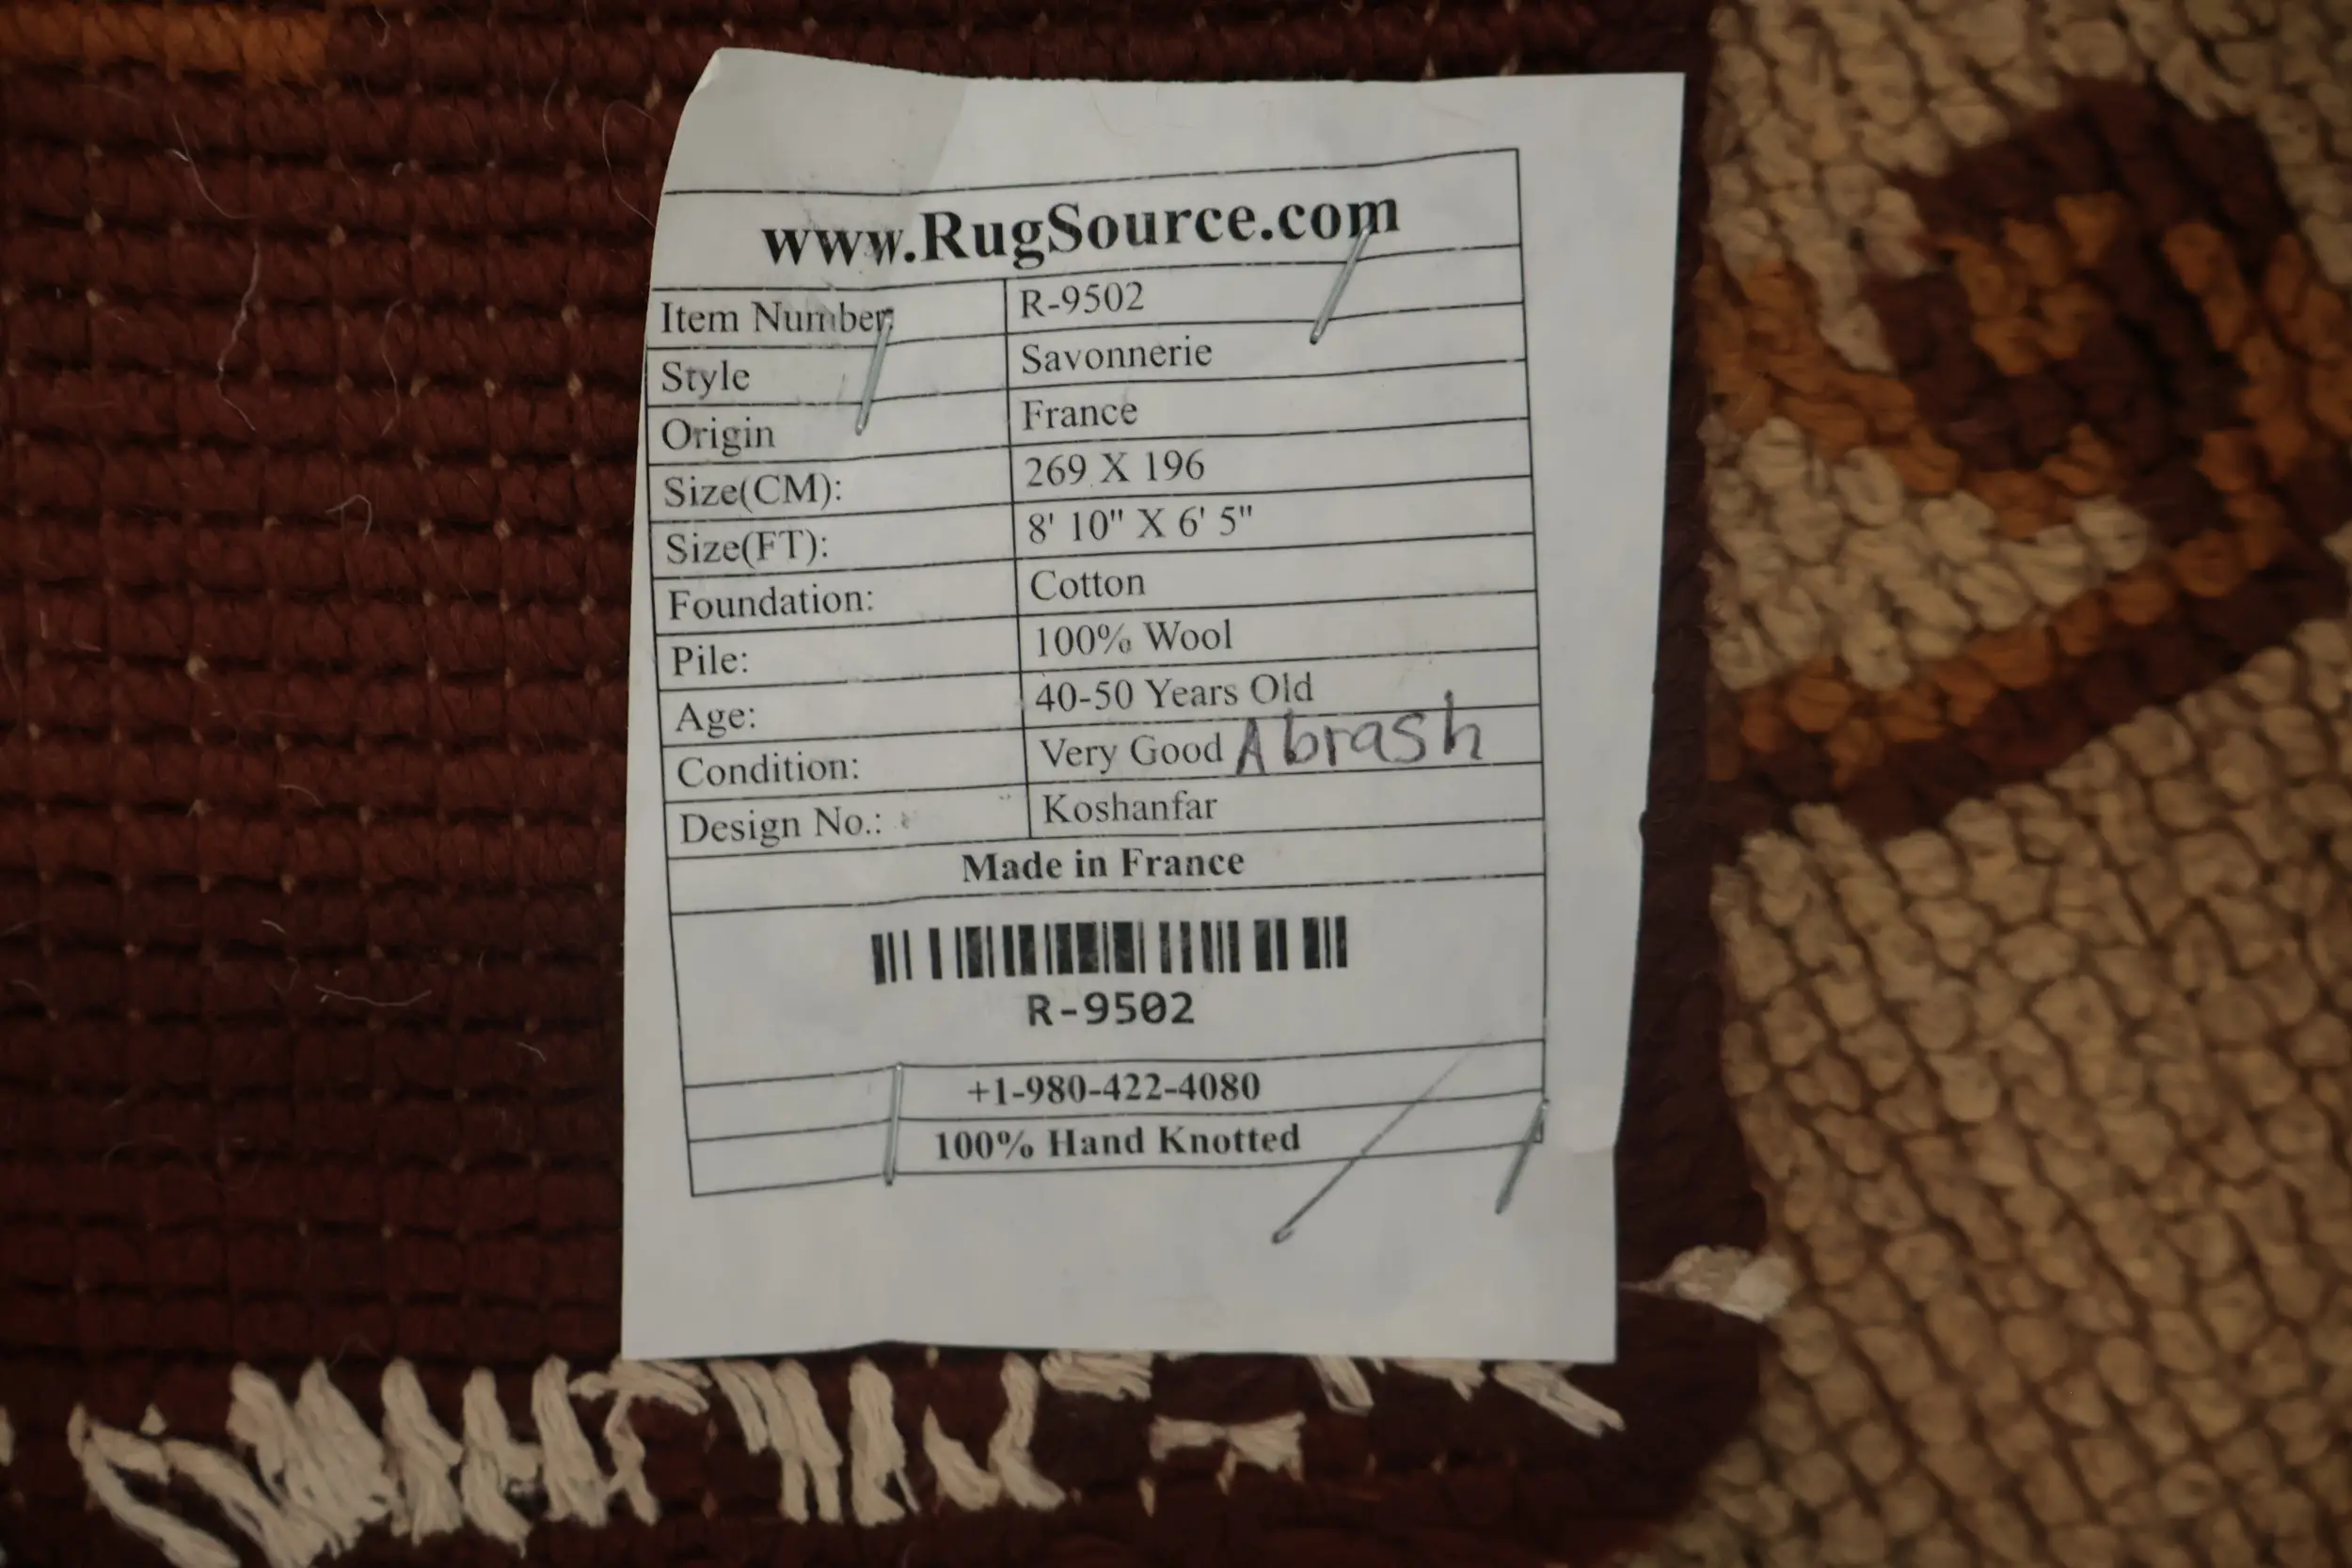 www.RugSource.com
Item Number: R-9502
Style Savonnerie
Origin France
Size(CM): 269 X 196
Size(FT): 8' 10" X 6' 5"
Foundation: Cotton
Pile: 100% Wool
Age: 40-50 Years Old
Condition: Very Good Abrash
Design No.: Koshanfar
Made in France
R-9502
+1-980-422-4080
100% Hand Knotted